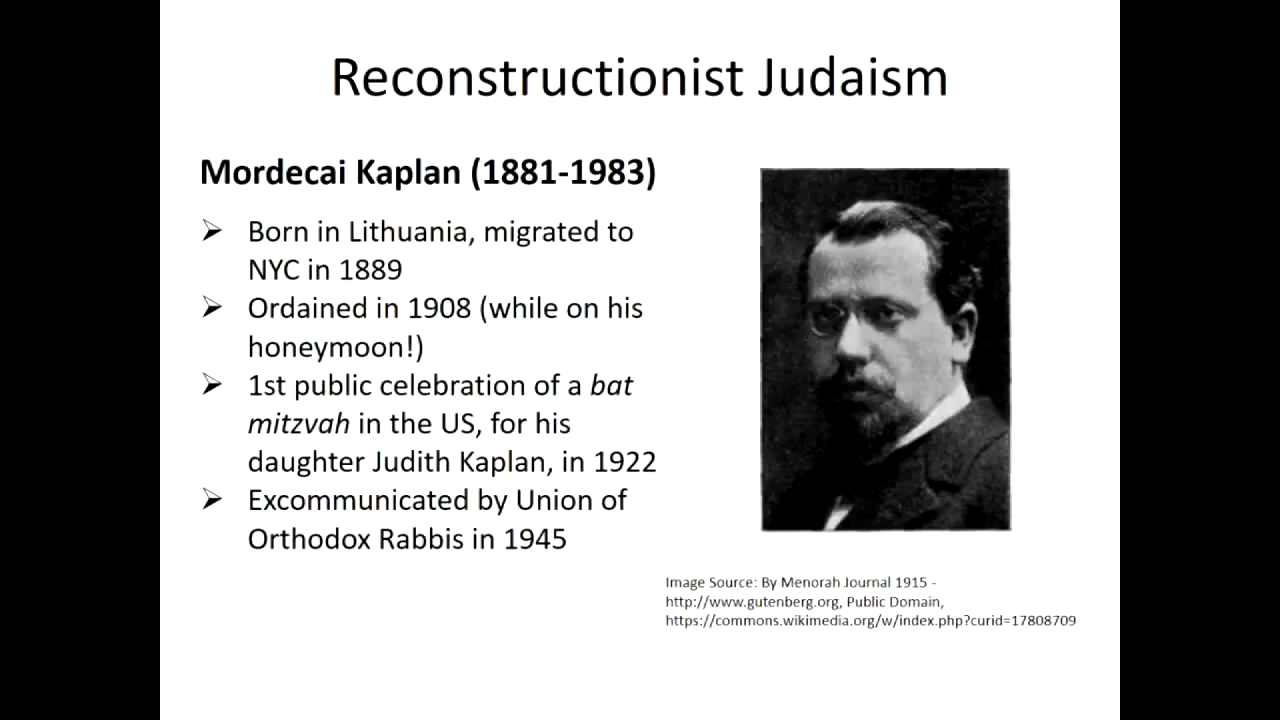 Reconstructionist Judaism
Mordecai Kaplan (1881-1983)
➢ Born in Lithuania, migrated to
NYC in 1889
➢ Ordained in 1908 (while on his
honeymoon!)
➢ 1st public celebration of a bat
mitzvah in the US, for his
daughter Judith Kaplan, in 1922
➢ Excommunicated by Union of
Orthodox Rabbis in 1945
Image Source: By Menorah Journal 1915 -
http://www.gutenberg.org, Public Domain,
https://commons.wikimedia.org/w/index.php?curid=17808709